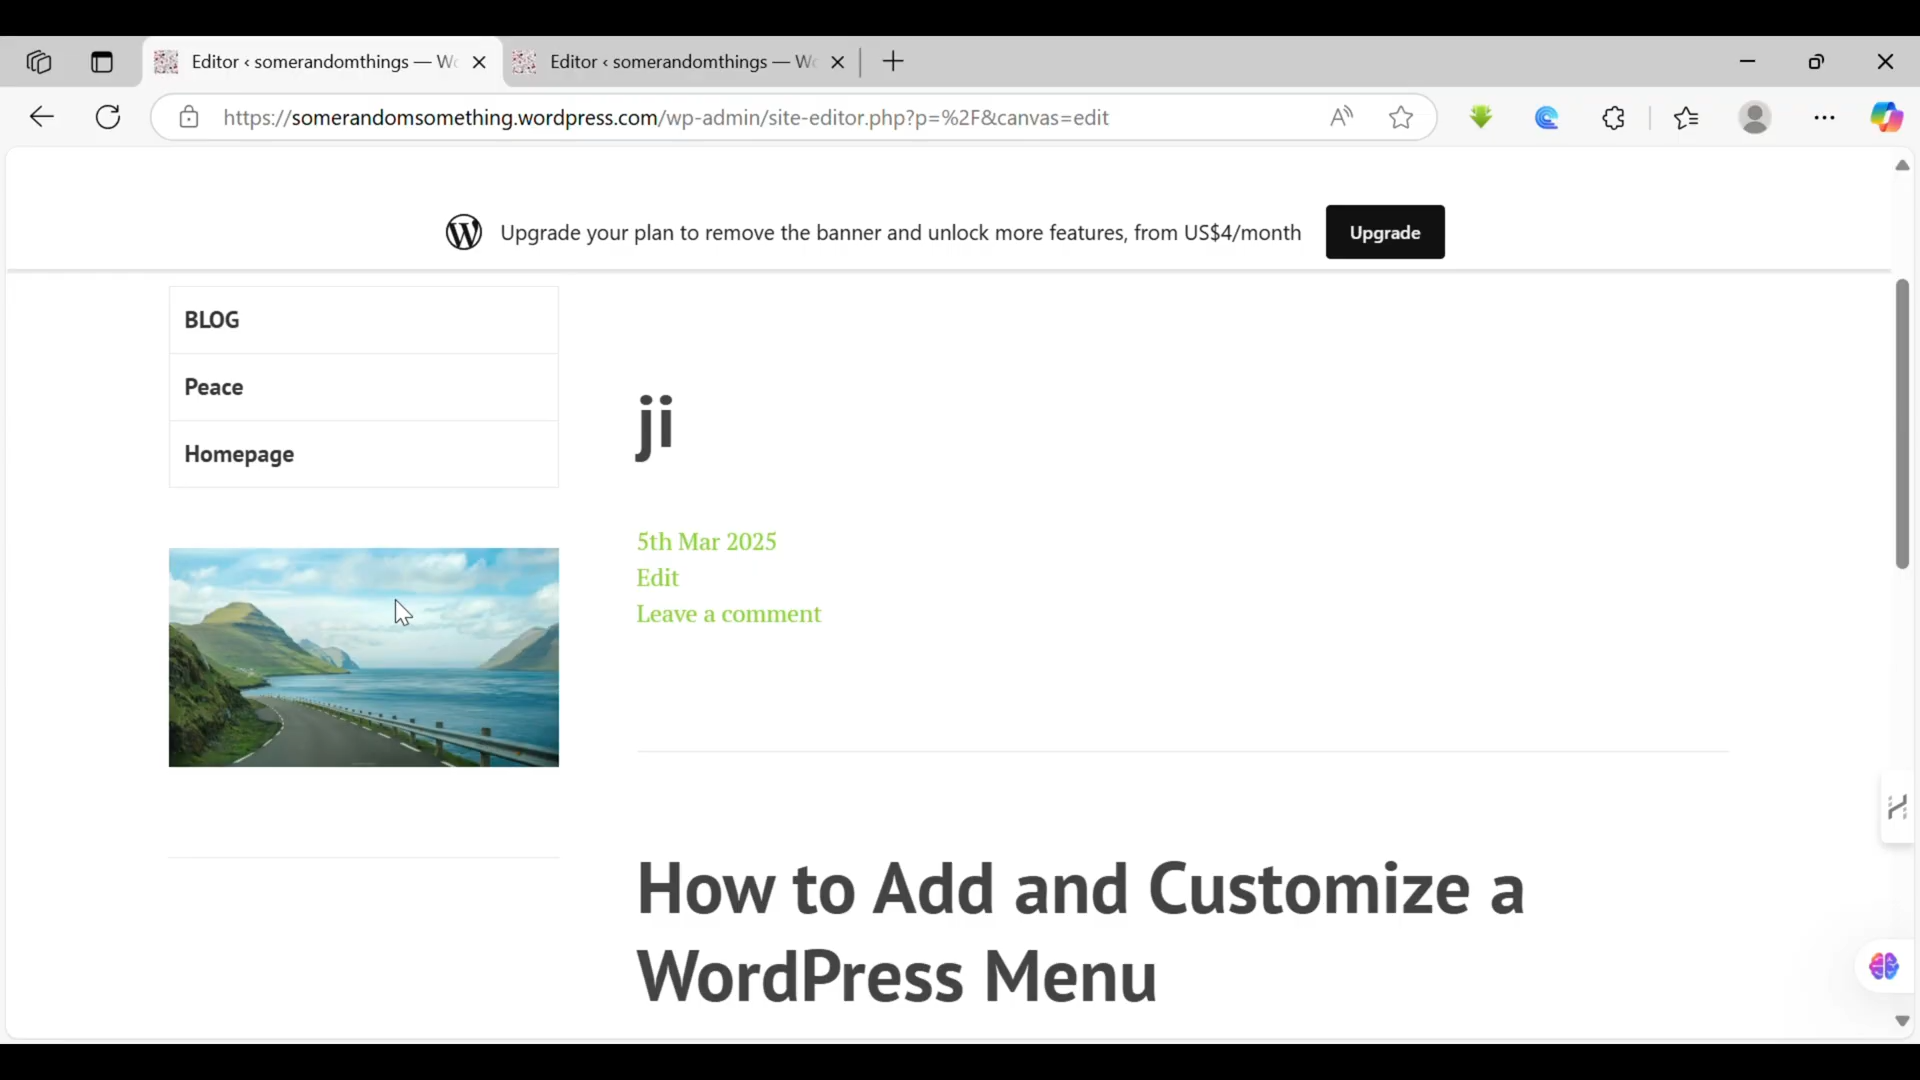 Editor ‹ somerandomthings — Wo
Editor ‹ somerandomthings — Wo
https://somerandomsomething.wordpress.com/wp-admin/site-editor.php?p=%2F&canvas=edit
Upgrade your plan to remove the banner and unlock more features, from US$4/month
Upgrade
BLOG
Peace
Homepage
ji
5th Mar 2025
Edit
Leave a comment
How to Add and Customize a
WordPress Menu